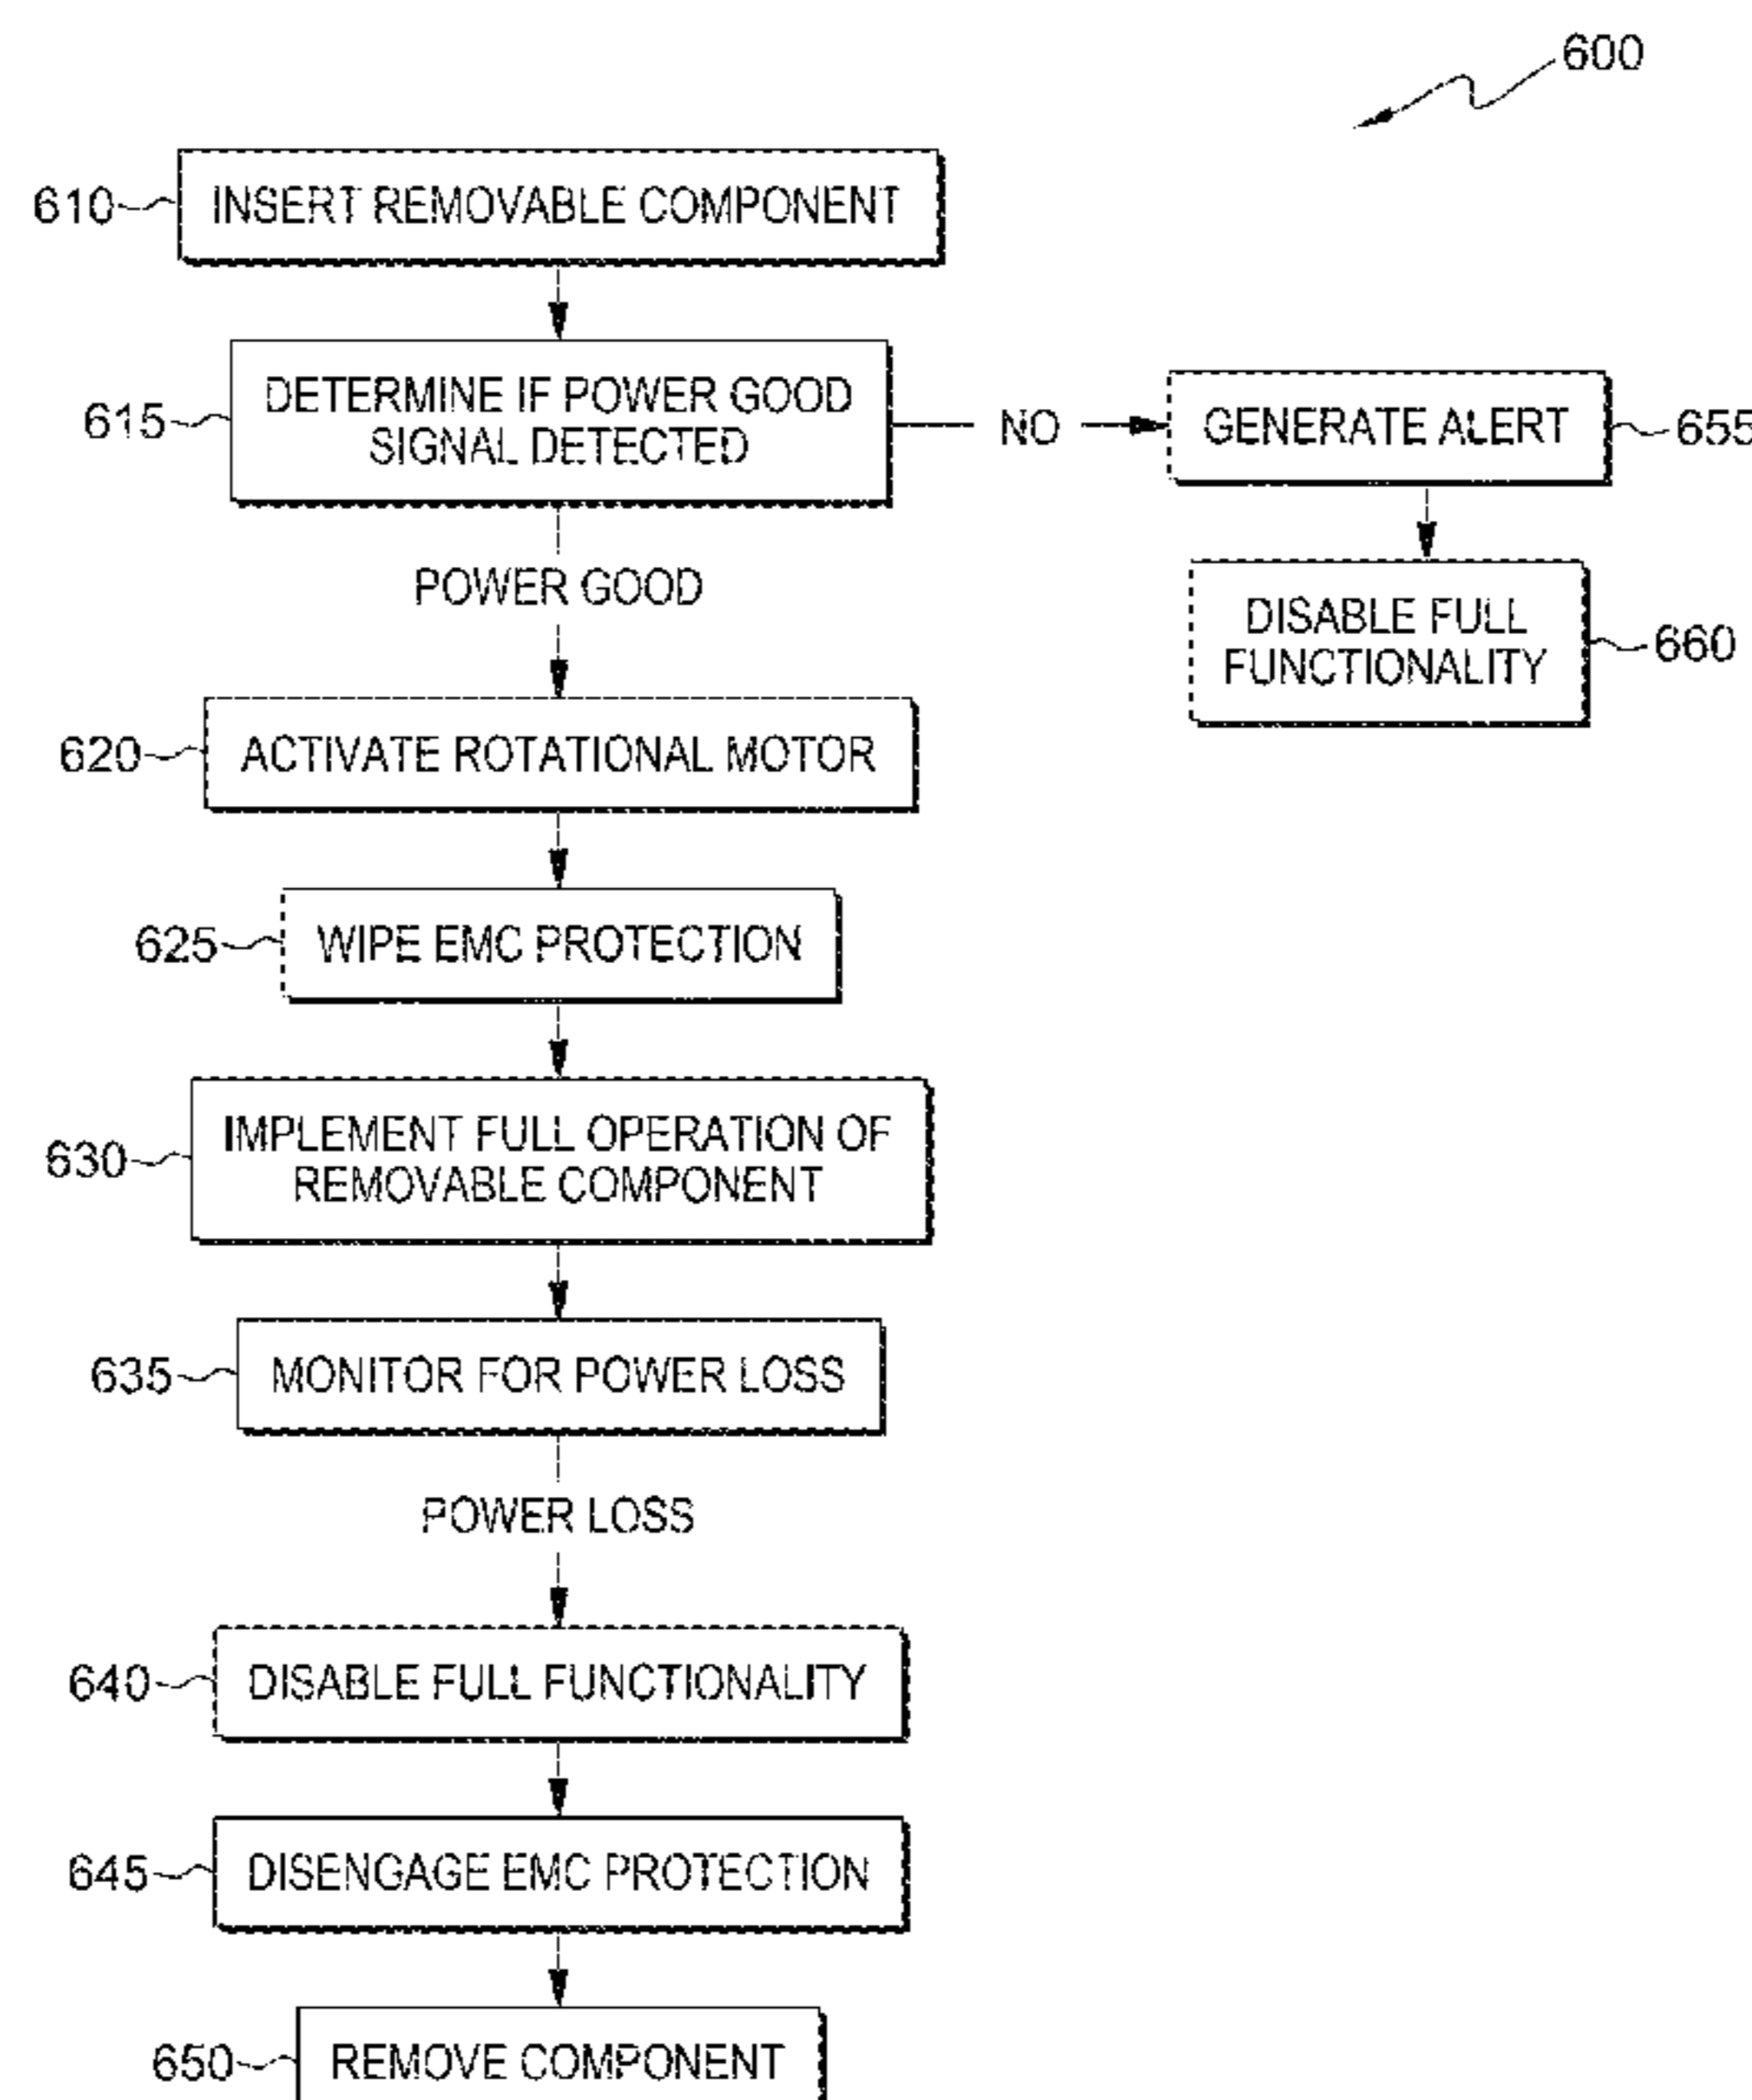 600
610 INSERT REMOVABLE COMPONENT
615 DETERMINE IF POWER GOOD
SIGNAL DETECTED
NO
GENERATE ALERT 655
POWER GOOD
DISABLE FULL
FUNCTIONALITY 660
620 ACTIVATE ROTATIONAL MOTOR
625 WIPE EMC PROTECTION
630 IMPLEMENT FULL OPERATION OF
REMOVABLE COMPONENT
635 MONITOR FOR POWER LOSS
POWER LOSS
640 DISABLE FULL FUNCTIONALITY
645 DISENGAGE EMC PROTECTION
650 REMOVE COMPONENT